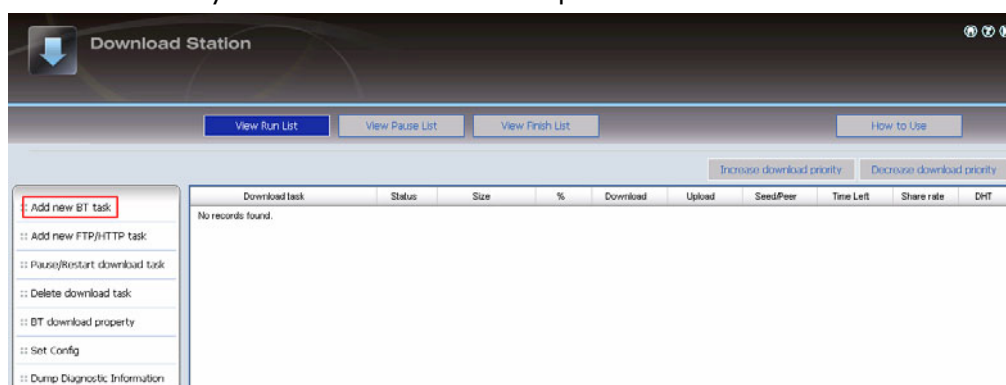 Download Station
View Run List View Pause List View Finish List How to Use
Increase download priority Decrease download priority
Download task Status Size % Download Upload Seed/Peer Time Left Share rate DHT
No records found.
:: Add new BT task
:: Add new FTP/HTTP task
:: Pause/Restart download task
:: Delete download task
:: BT download property
:: Set Config
:: Dump Diagnostic Information